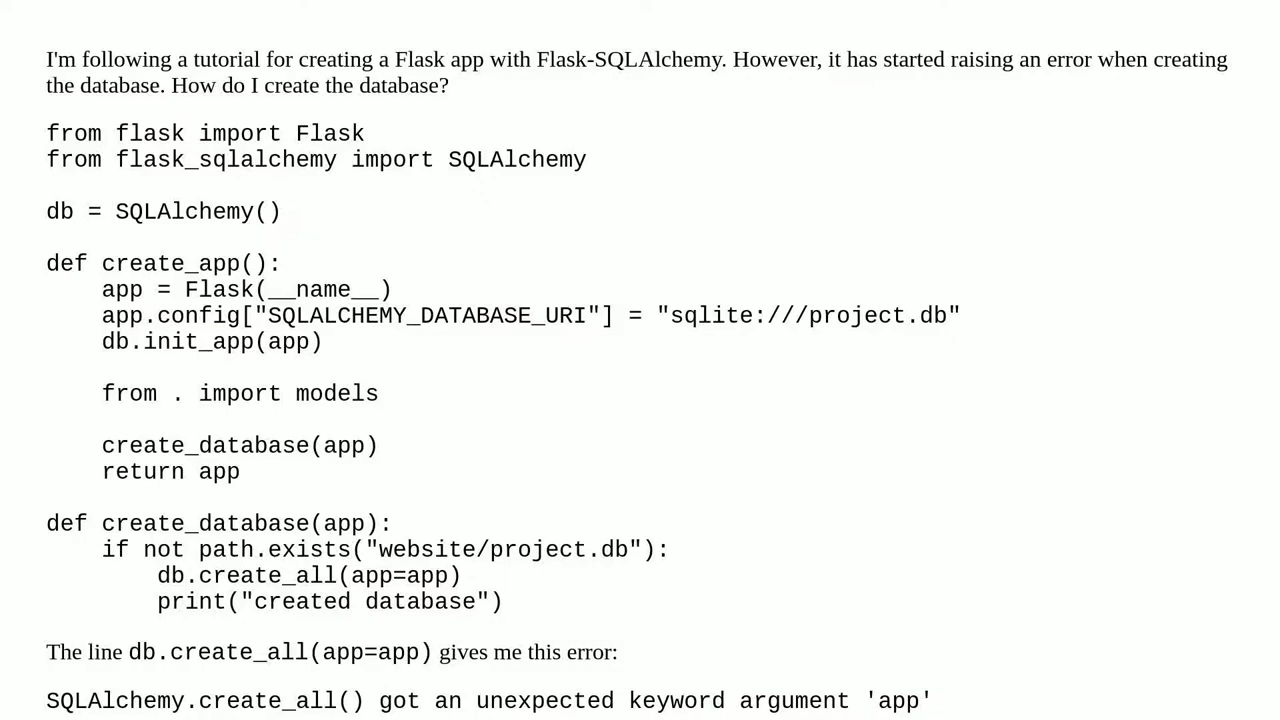 I'm following a tutorial for creating a Flask app with Flask-SQLAlchemy. However, it has started raising an error when creating
the database. How do I create the database?
from flask import Flask
from flask_sqlalchemy import SQLAlchemy
db = SQLAlchemy()
def create_app():
    app = Flask(__name__)
    app.config["SQLALCHEMY_DATABASE_URI"] = "sqlite:///project.db"
    db.init_app(app)
    from . import models
    create_database(app)
    return app
def create_database(app):
    if not path.exists("website/project.db"):
        db.create_all(app=app)
        print("created database")
The line db.create_all(app=app) gives me this error:
SQLAlchemy.create_all() got an unexpected keyword argument 'app'